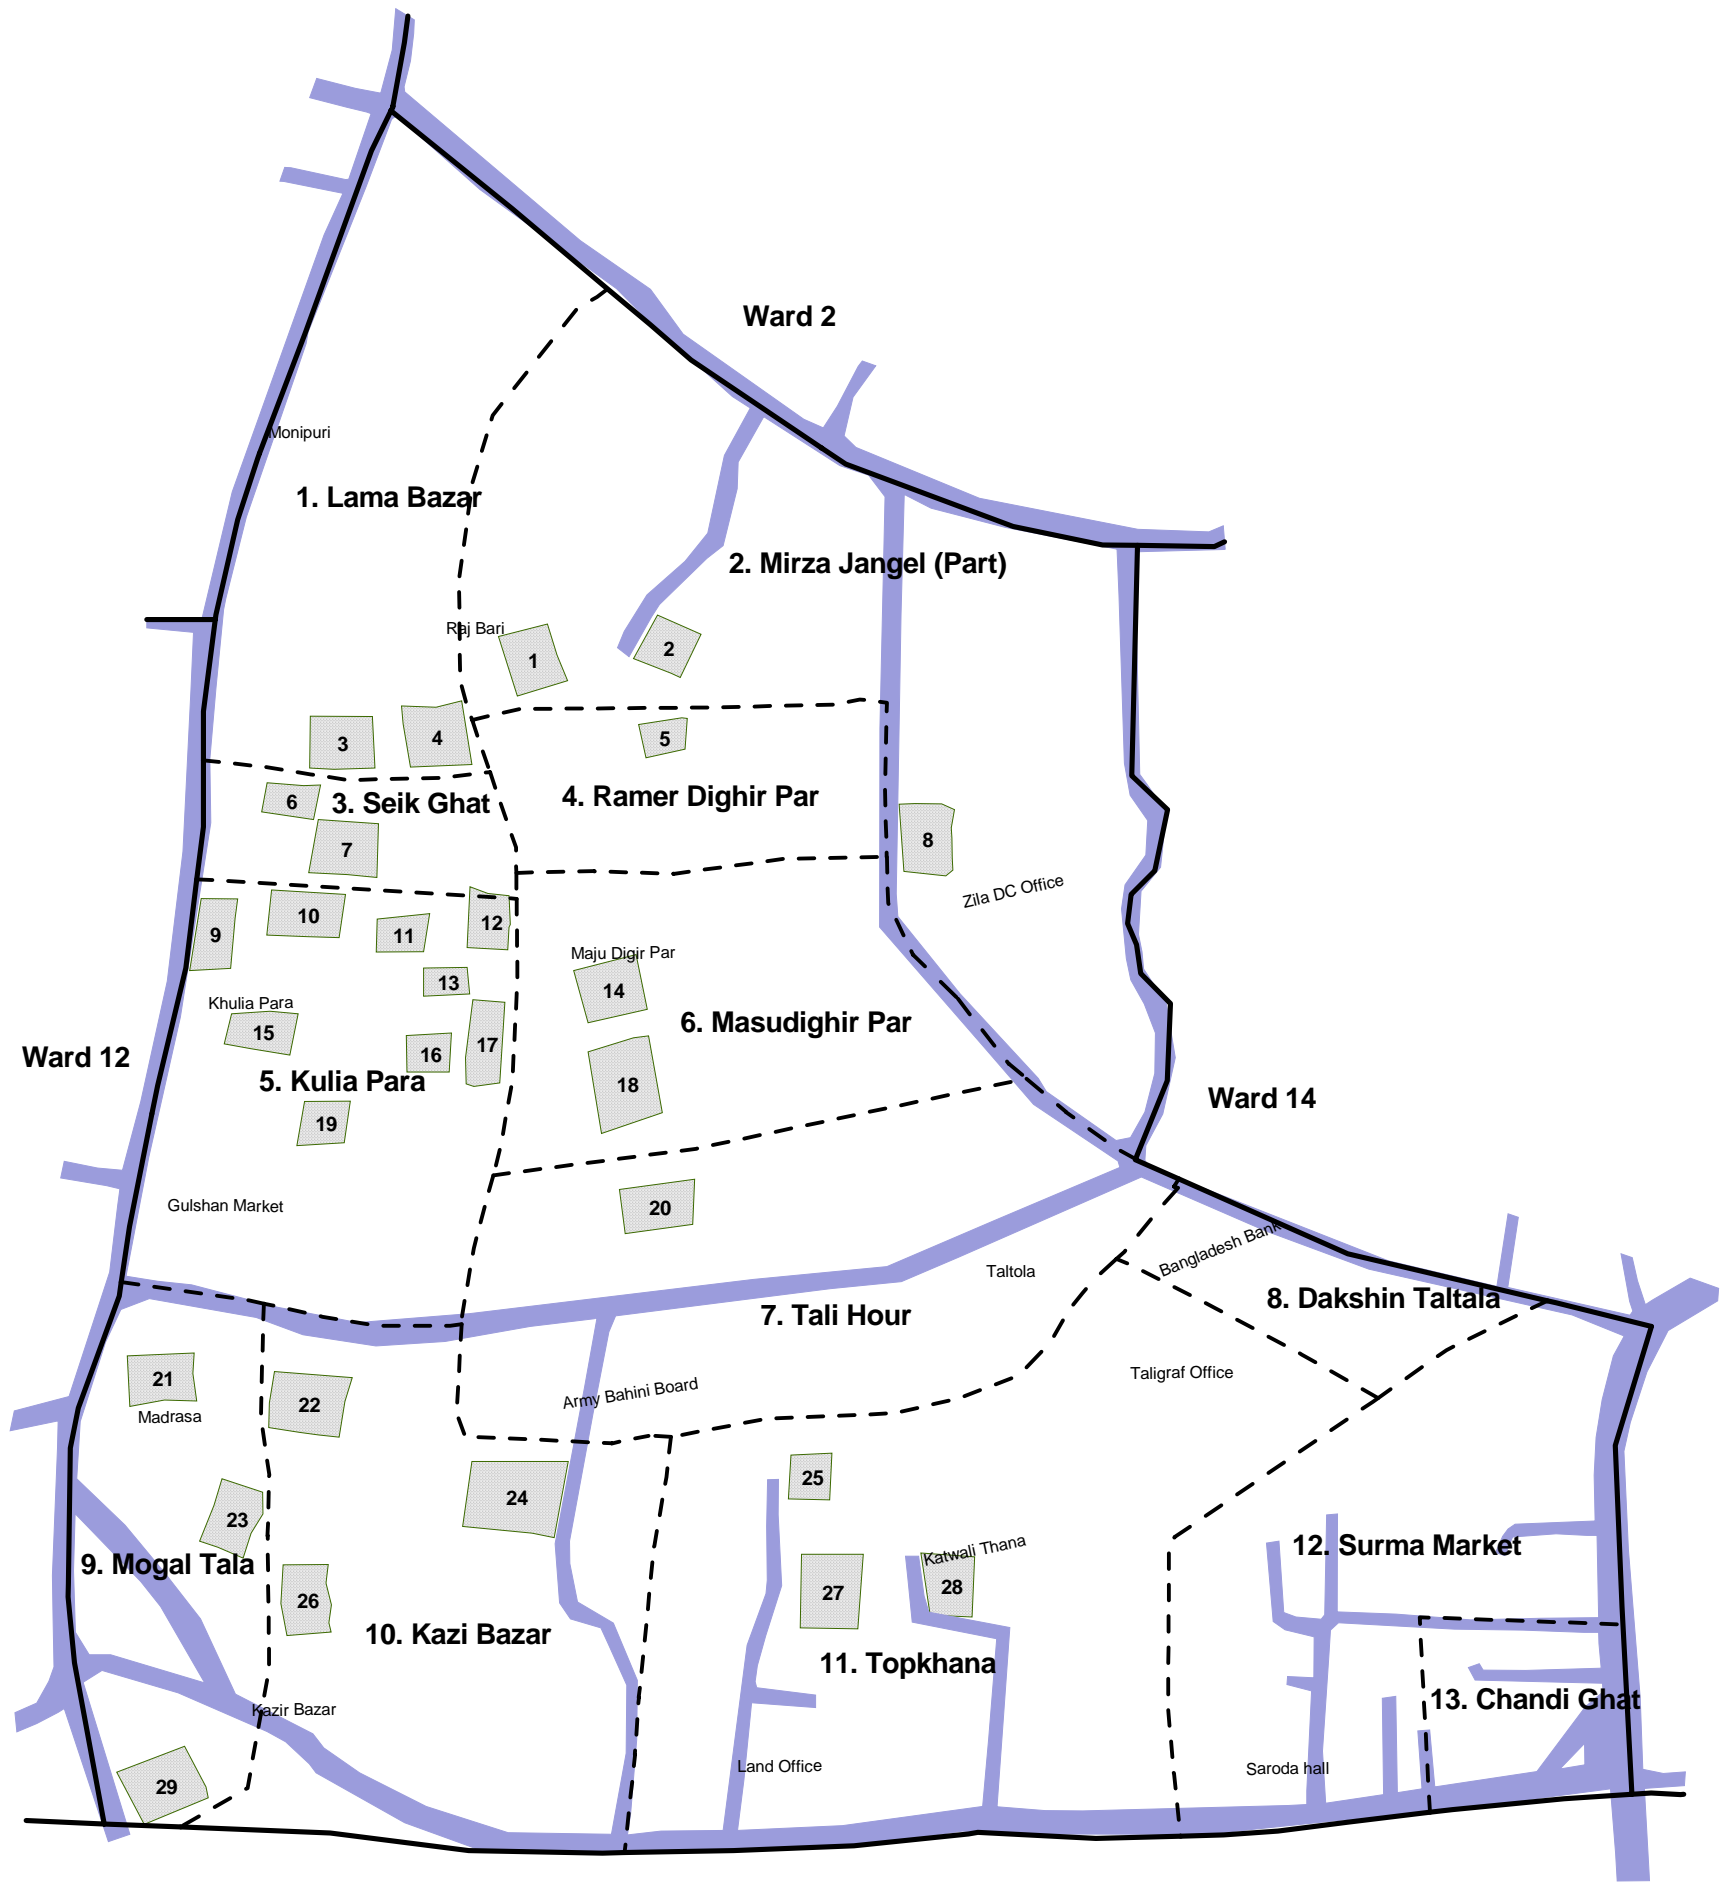 Ward 2
Monipuri
1. Lama Bazar
2. Mirza Jangel (Part)
Raj Bari
1
2
3
4
5
6
3. Seik Ghat
4. Ramer Dighir Par
7
8
Zila DC Office
9
10
11
12
Maju Digir Par
13
14
Khulia Para
15
16
17
6. Masudighir Par
Ward 12
5. Kulia Para
18
Ward 14
19
Gulshan Market
20
Bangladesh Bank
Taltola
7. Tali Hour
8. Dakshin Taltala
21
Madrasa
22
Army Bahini Board
Taligraf Office
23
24
25
9. Mogal Tala
26
27
Katwali Thana
28
12. Surma Market
10. Kazi Bazar
11. Topkhana
13. Chandi Ghat
Kazir Bazar
29
Land Office
Saroda hall